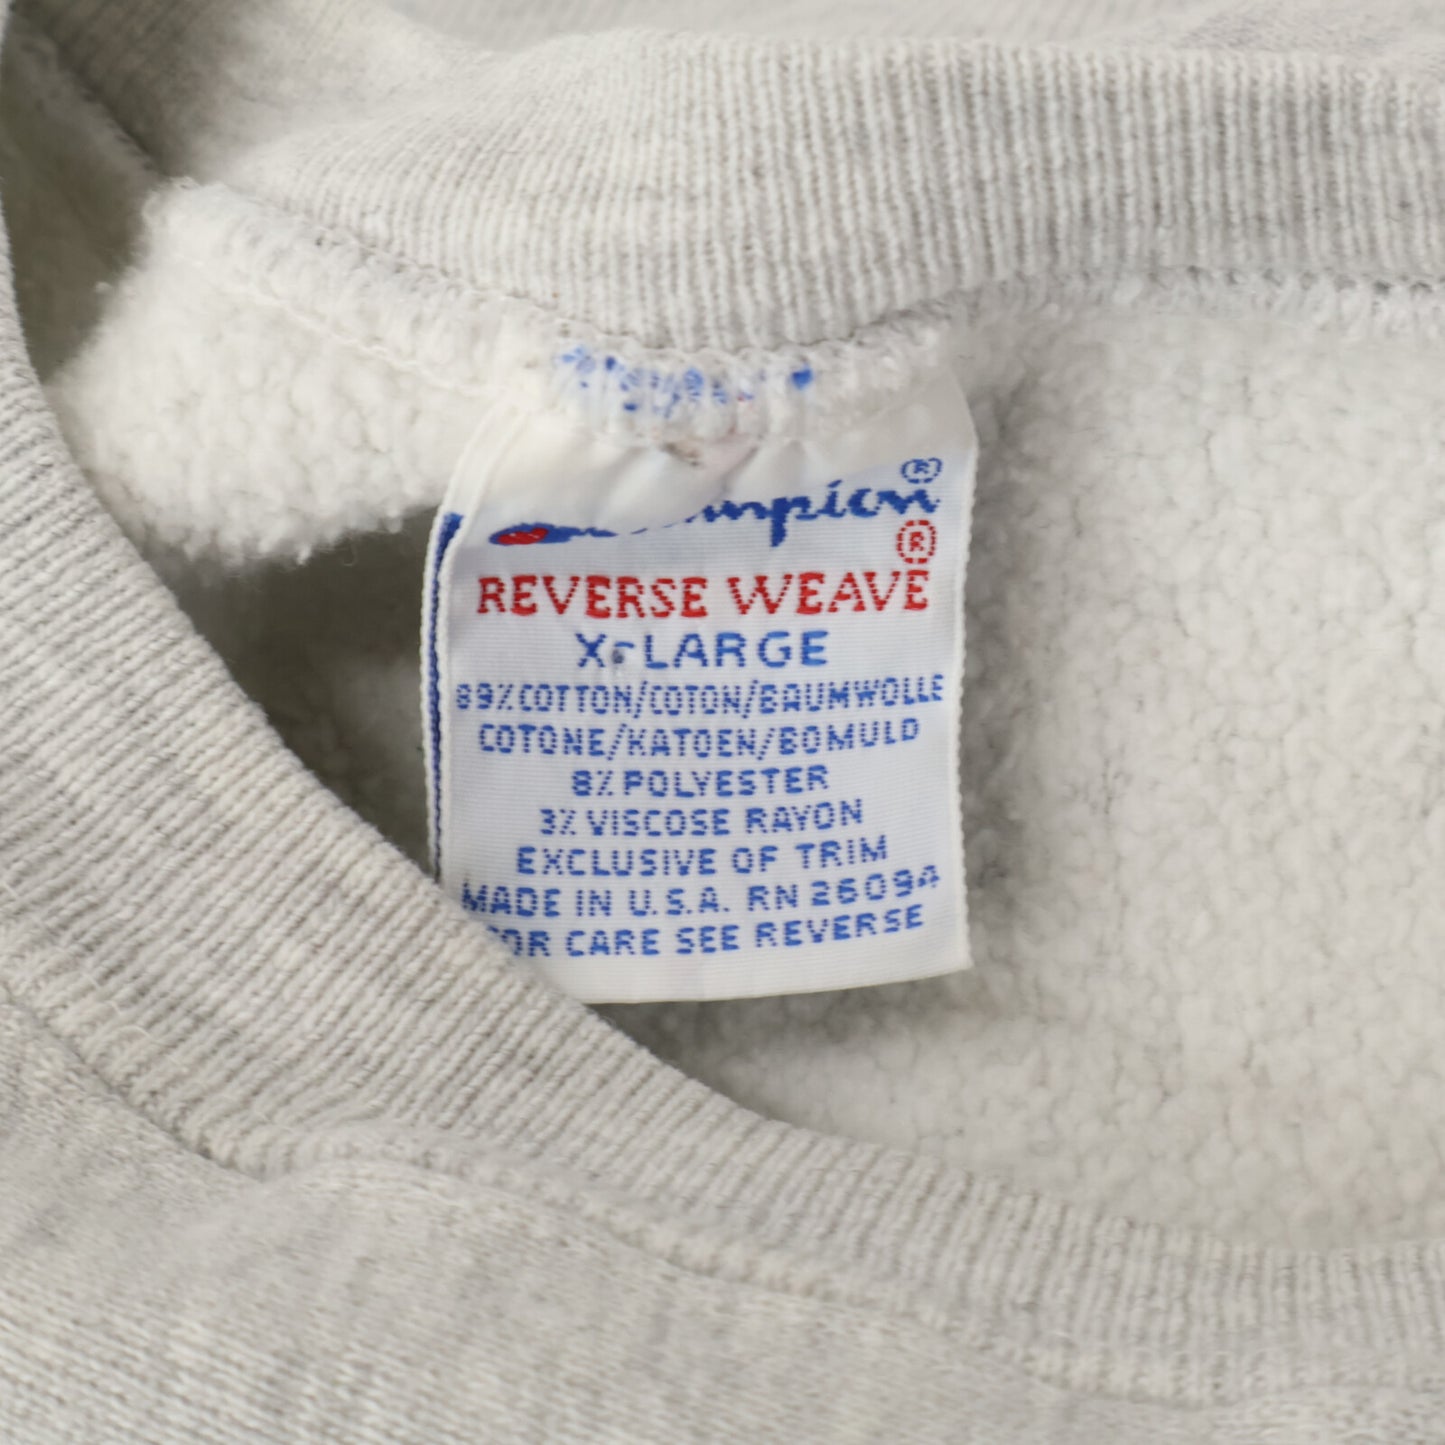 Champion®
REVERSE WEAVE®
X-LARGE
89% COTTON/COTON/BAUMWOLLE
COTONE/KATOEN/BOMULD
8% POLYESTER
3% VISCOSE RAYON
EXCLUSIVE OF TRIM
MADE IN U.S.A. RN 26094
FOR CARE SEE REVERSE